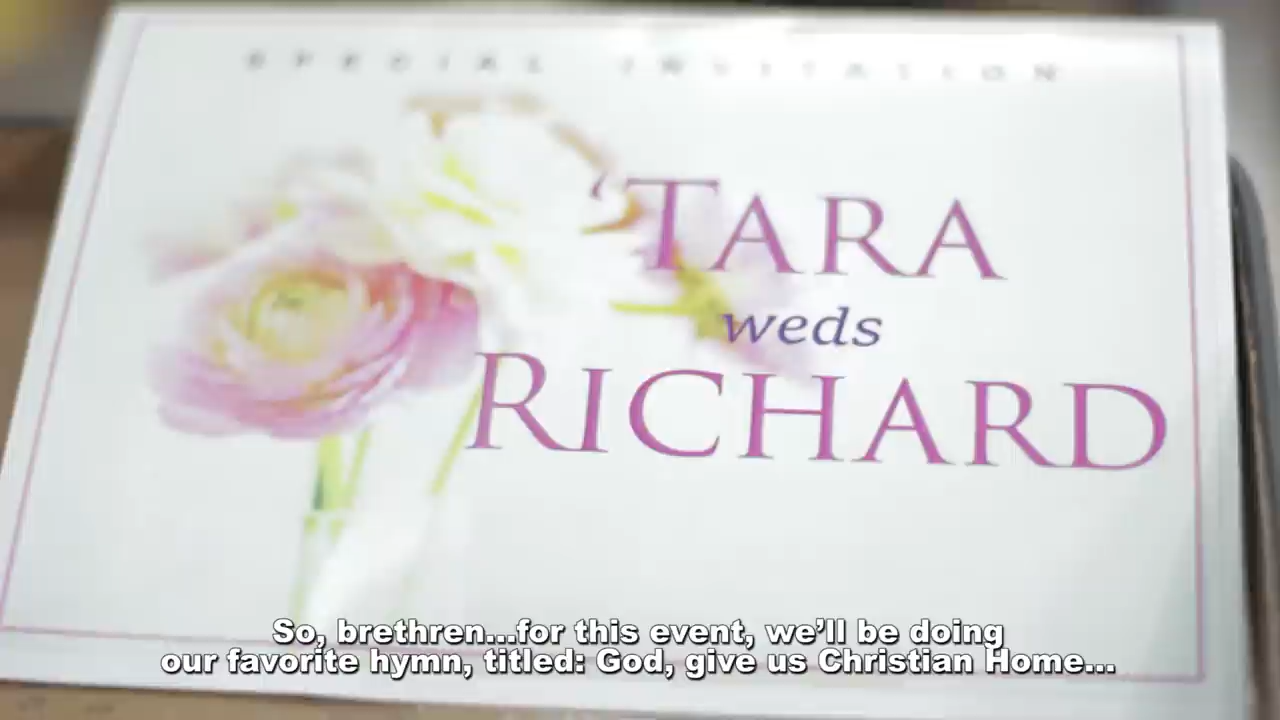 SPECIAL INVITATION
‘TARA
weds
RICHARD
So, brethren...for this event, we’ll be doing
our favorite hymn, titled: God, give us Christian Home...